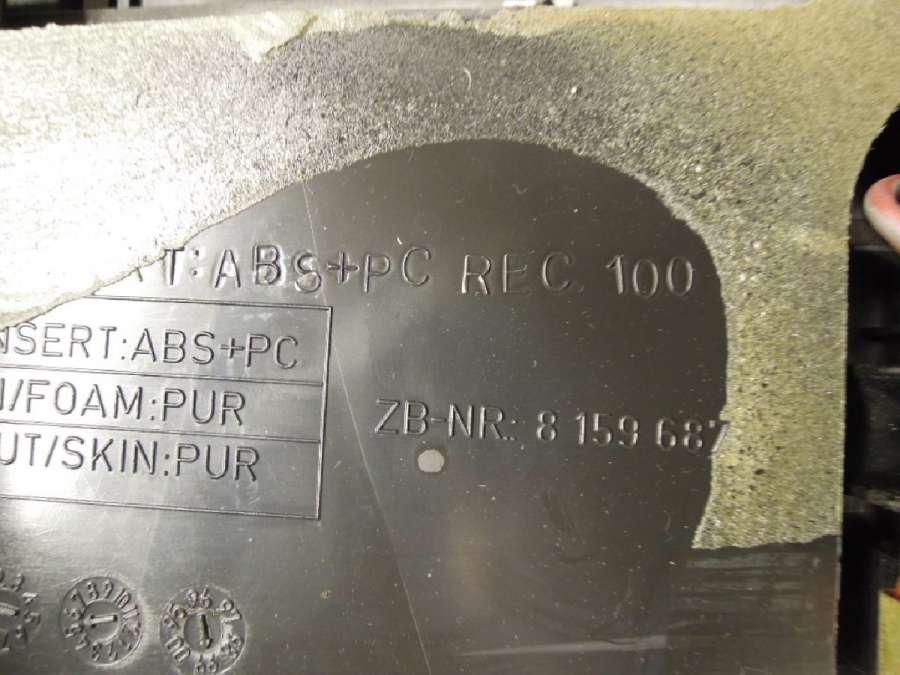 T:ABS+PC REC. 100
NSERT:ABS+PC
/FOAM:PUR
UT/SKIN:PUR
ZB-NR.: 8 159 687